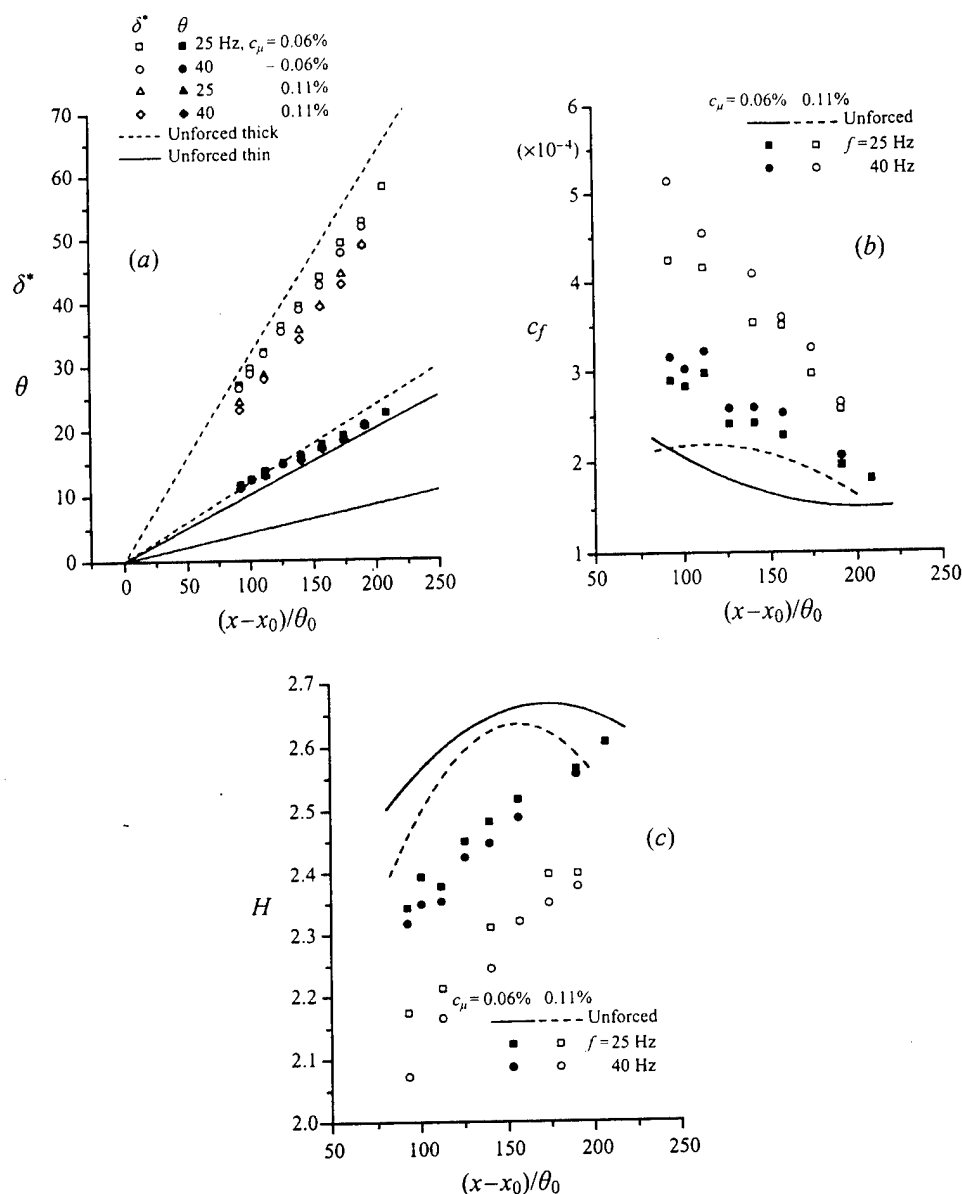 δ* θ
25 Hz, c_μ = 0.06%
40 – 0.06%
25 0.11%
40 0.11%
Unforced thick
Unforced thin
70
60
50
40
30
20
10
0
δ*
θ
(a)
0 50 100 150 200 250
(x–x₀)/θ₀
6
(×10⁻⁴)
5
4
3
2
1
c_f
c_μ = 0.06% 0.11%
Unforced
f = 25 Hz
40 Hz
(b)
50 100 150 200 250
(x–x₀)/θ₀
2.7
2.6
2.5
2.4
2.3
2.2
2.1
2.0
H
(c)
c_μ = 0.06% 0.11%
Unforced
f = 25 Hz
40 Hz
50 100 150 200 250
(x–x₀)/θ₀